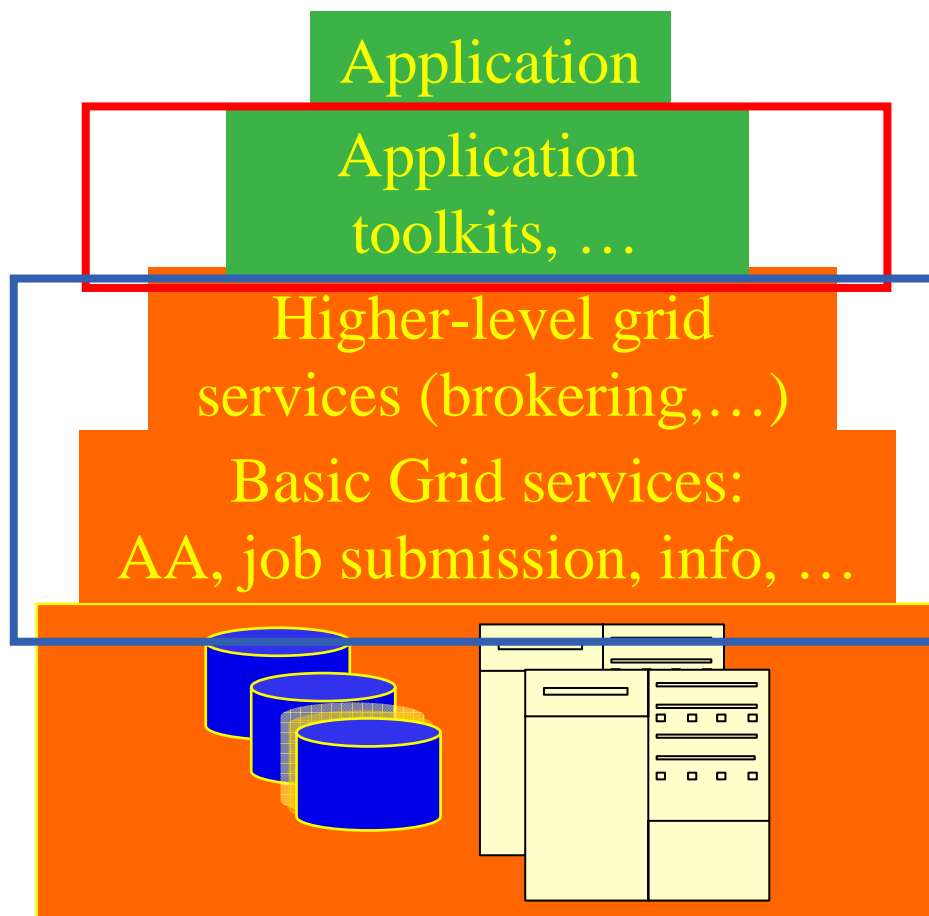 Application
Application
toolkits, …
Higher-level grid
services (brokering,…)
Basic Grid services:
AA, job submission, info, …